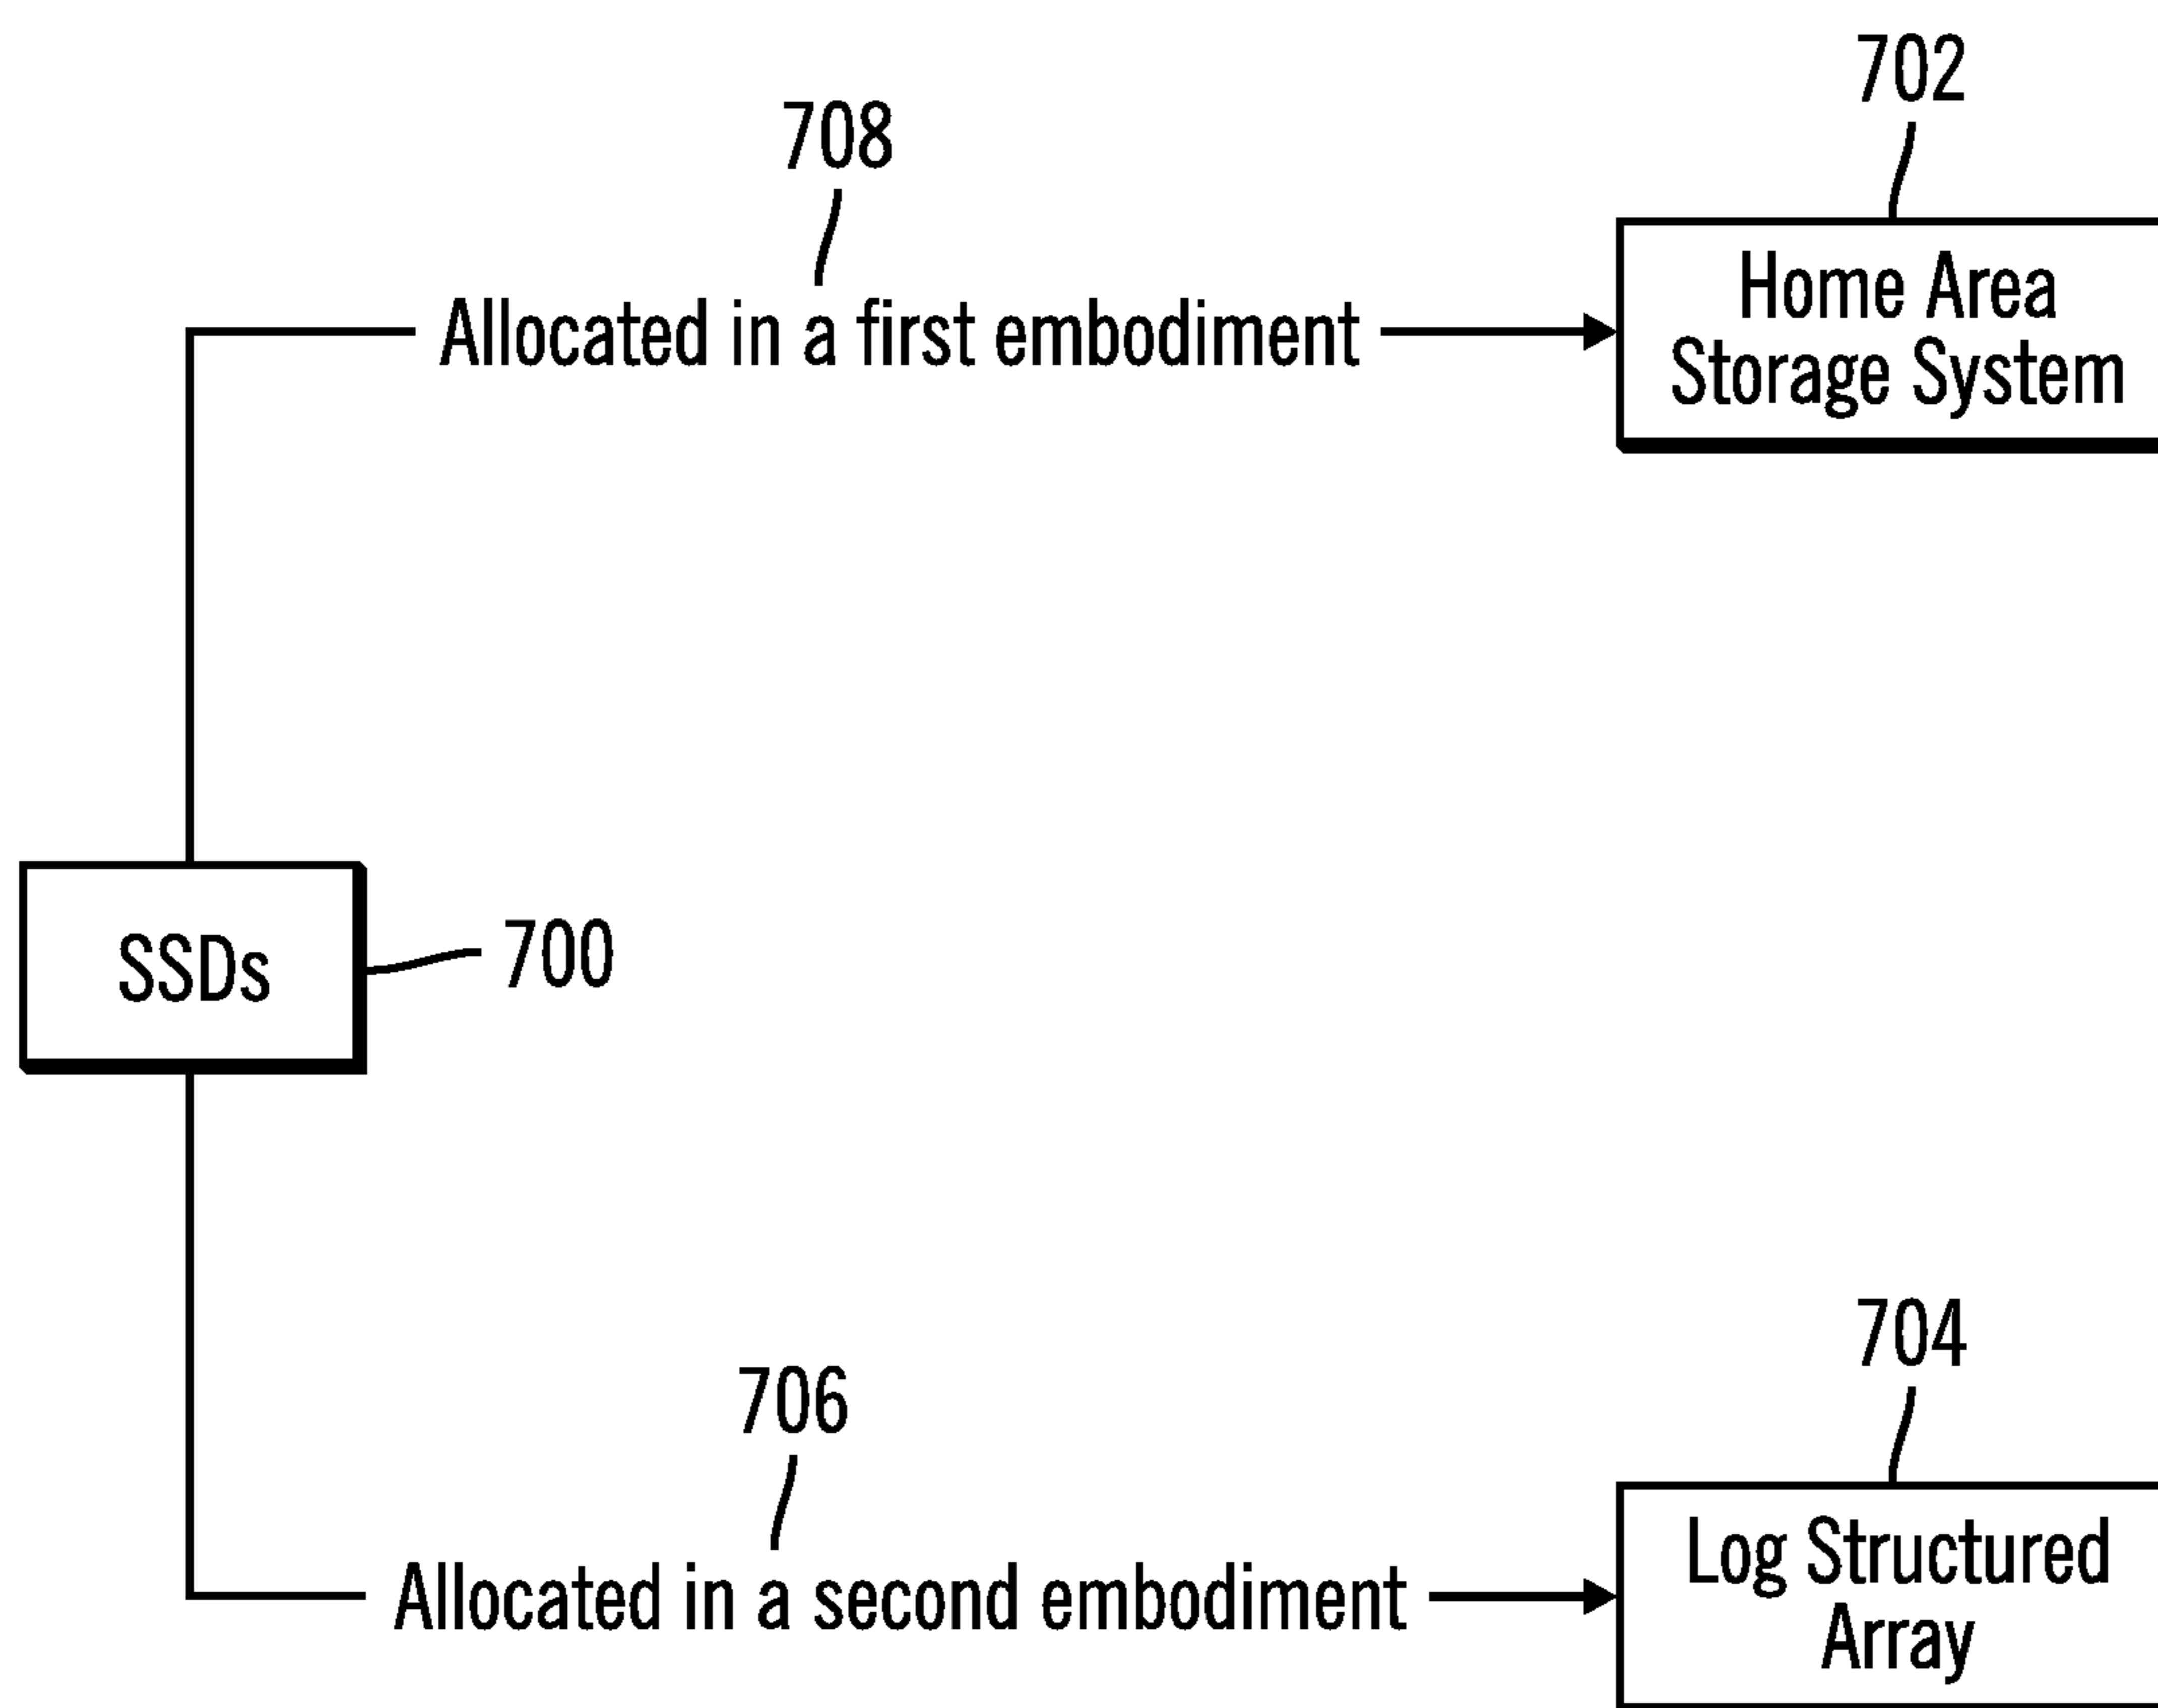 702
708
Home Area
Storage System
Allocated in a first embodiment
SSDs
700
704
706
Log Structured
Array
Allocated in a second embodiment